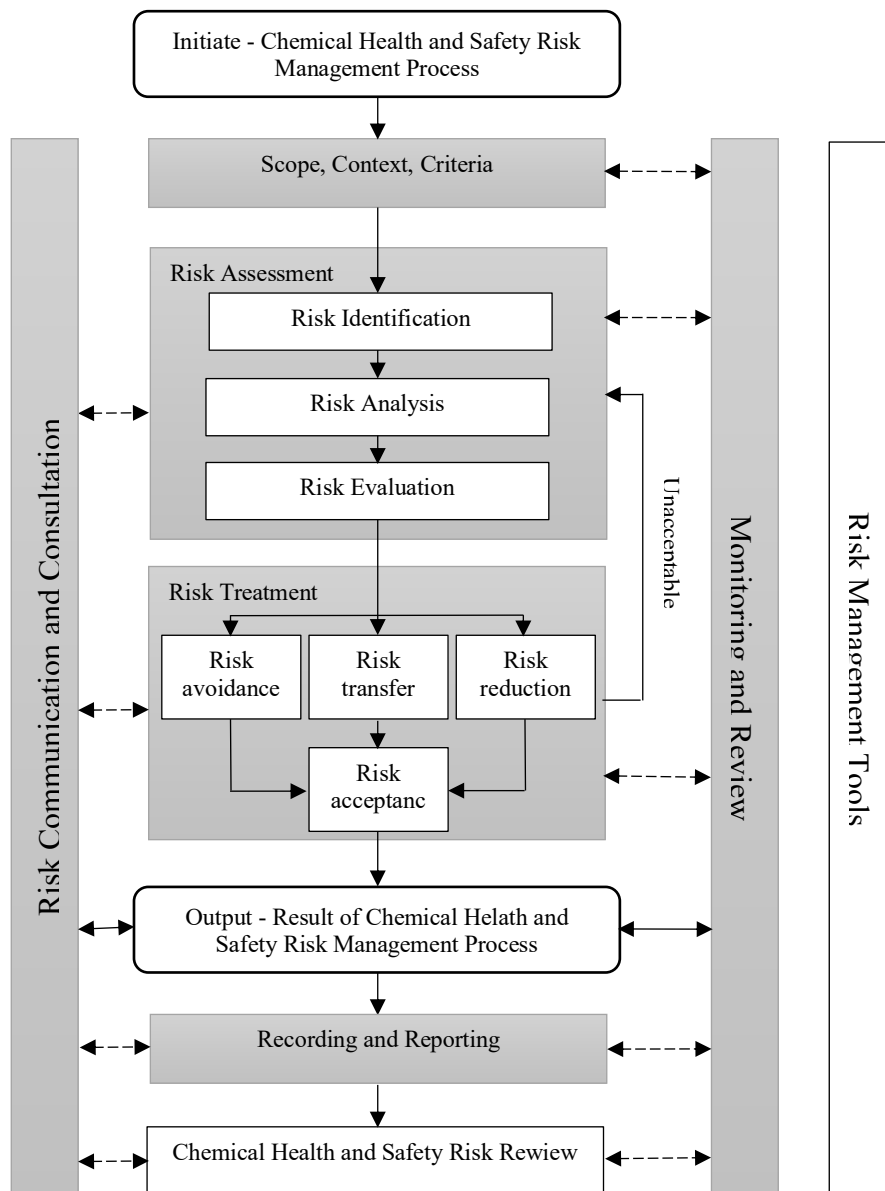 Initiate - Chemical Health and Safety Risk
Management Process
Scope, Context, Criteria
Risk Assessment
Risk Identification
Risk Analysis
Risk Evaluation
Unaccentable
Risk Treatment
Risk
avoidance
Risk
transfer
Risk
reduction
Risk
acceptanc
Output - Result of Chemical Helath and
Safety Risk Management Process
Recording and Reporting
Chemical Health and Safety Risk Rewiew
Risk Communication and Consultation
Monitoring and Review
Risk Management Tools